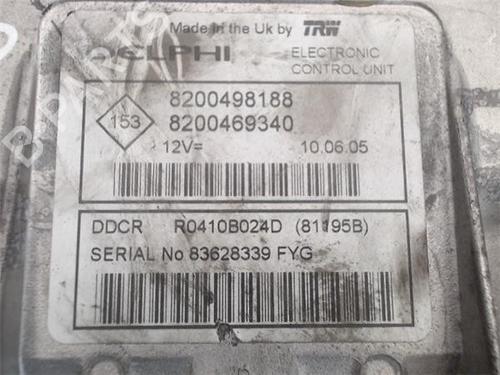 Made in the Uk by TRW
DELPHI ELECTRONIC
CONTROL UNIT
153
8200498188
8200469340
12V= 10.06.05
DDCR R0410B024D (81195B)
SERIAL No 83628339 FYG